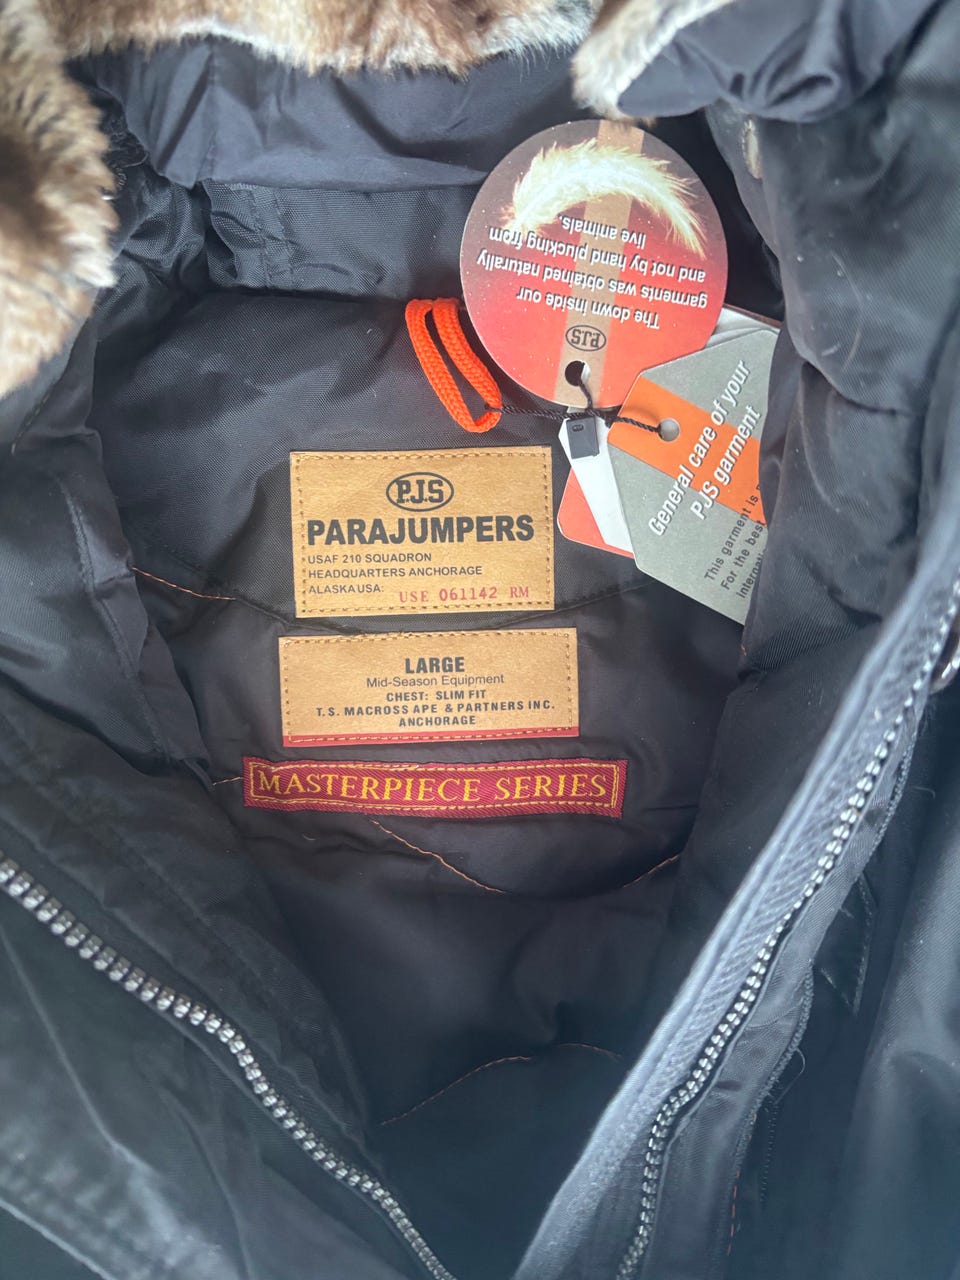 The down inside our
garments was obtained naturally
and not by hand plucking from
live animals.
PJS
General care of your
PJS garment
This garment is
For the best
P.J.S
PARAJUMPERS
USAF 210 SQUADRON
HEADQUARTERS ANCHORAGE
ALASKA USA: USE 061142 RM
LARGE
Mid-Season Equipment
CHEST: SLIM FIT
T.S. MACROSS APE & PARTNERS INC.
ANCHORAGE
MASTERPIECE SERIES